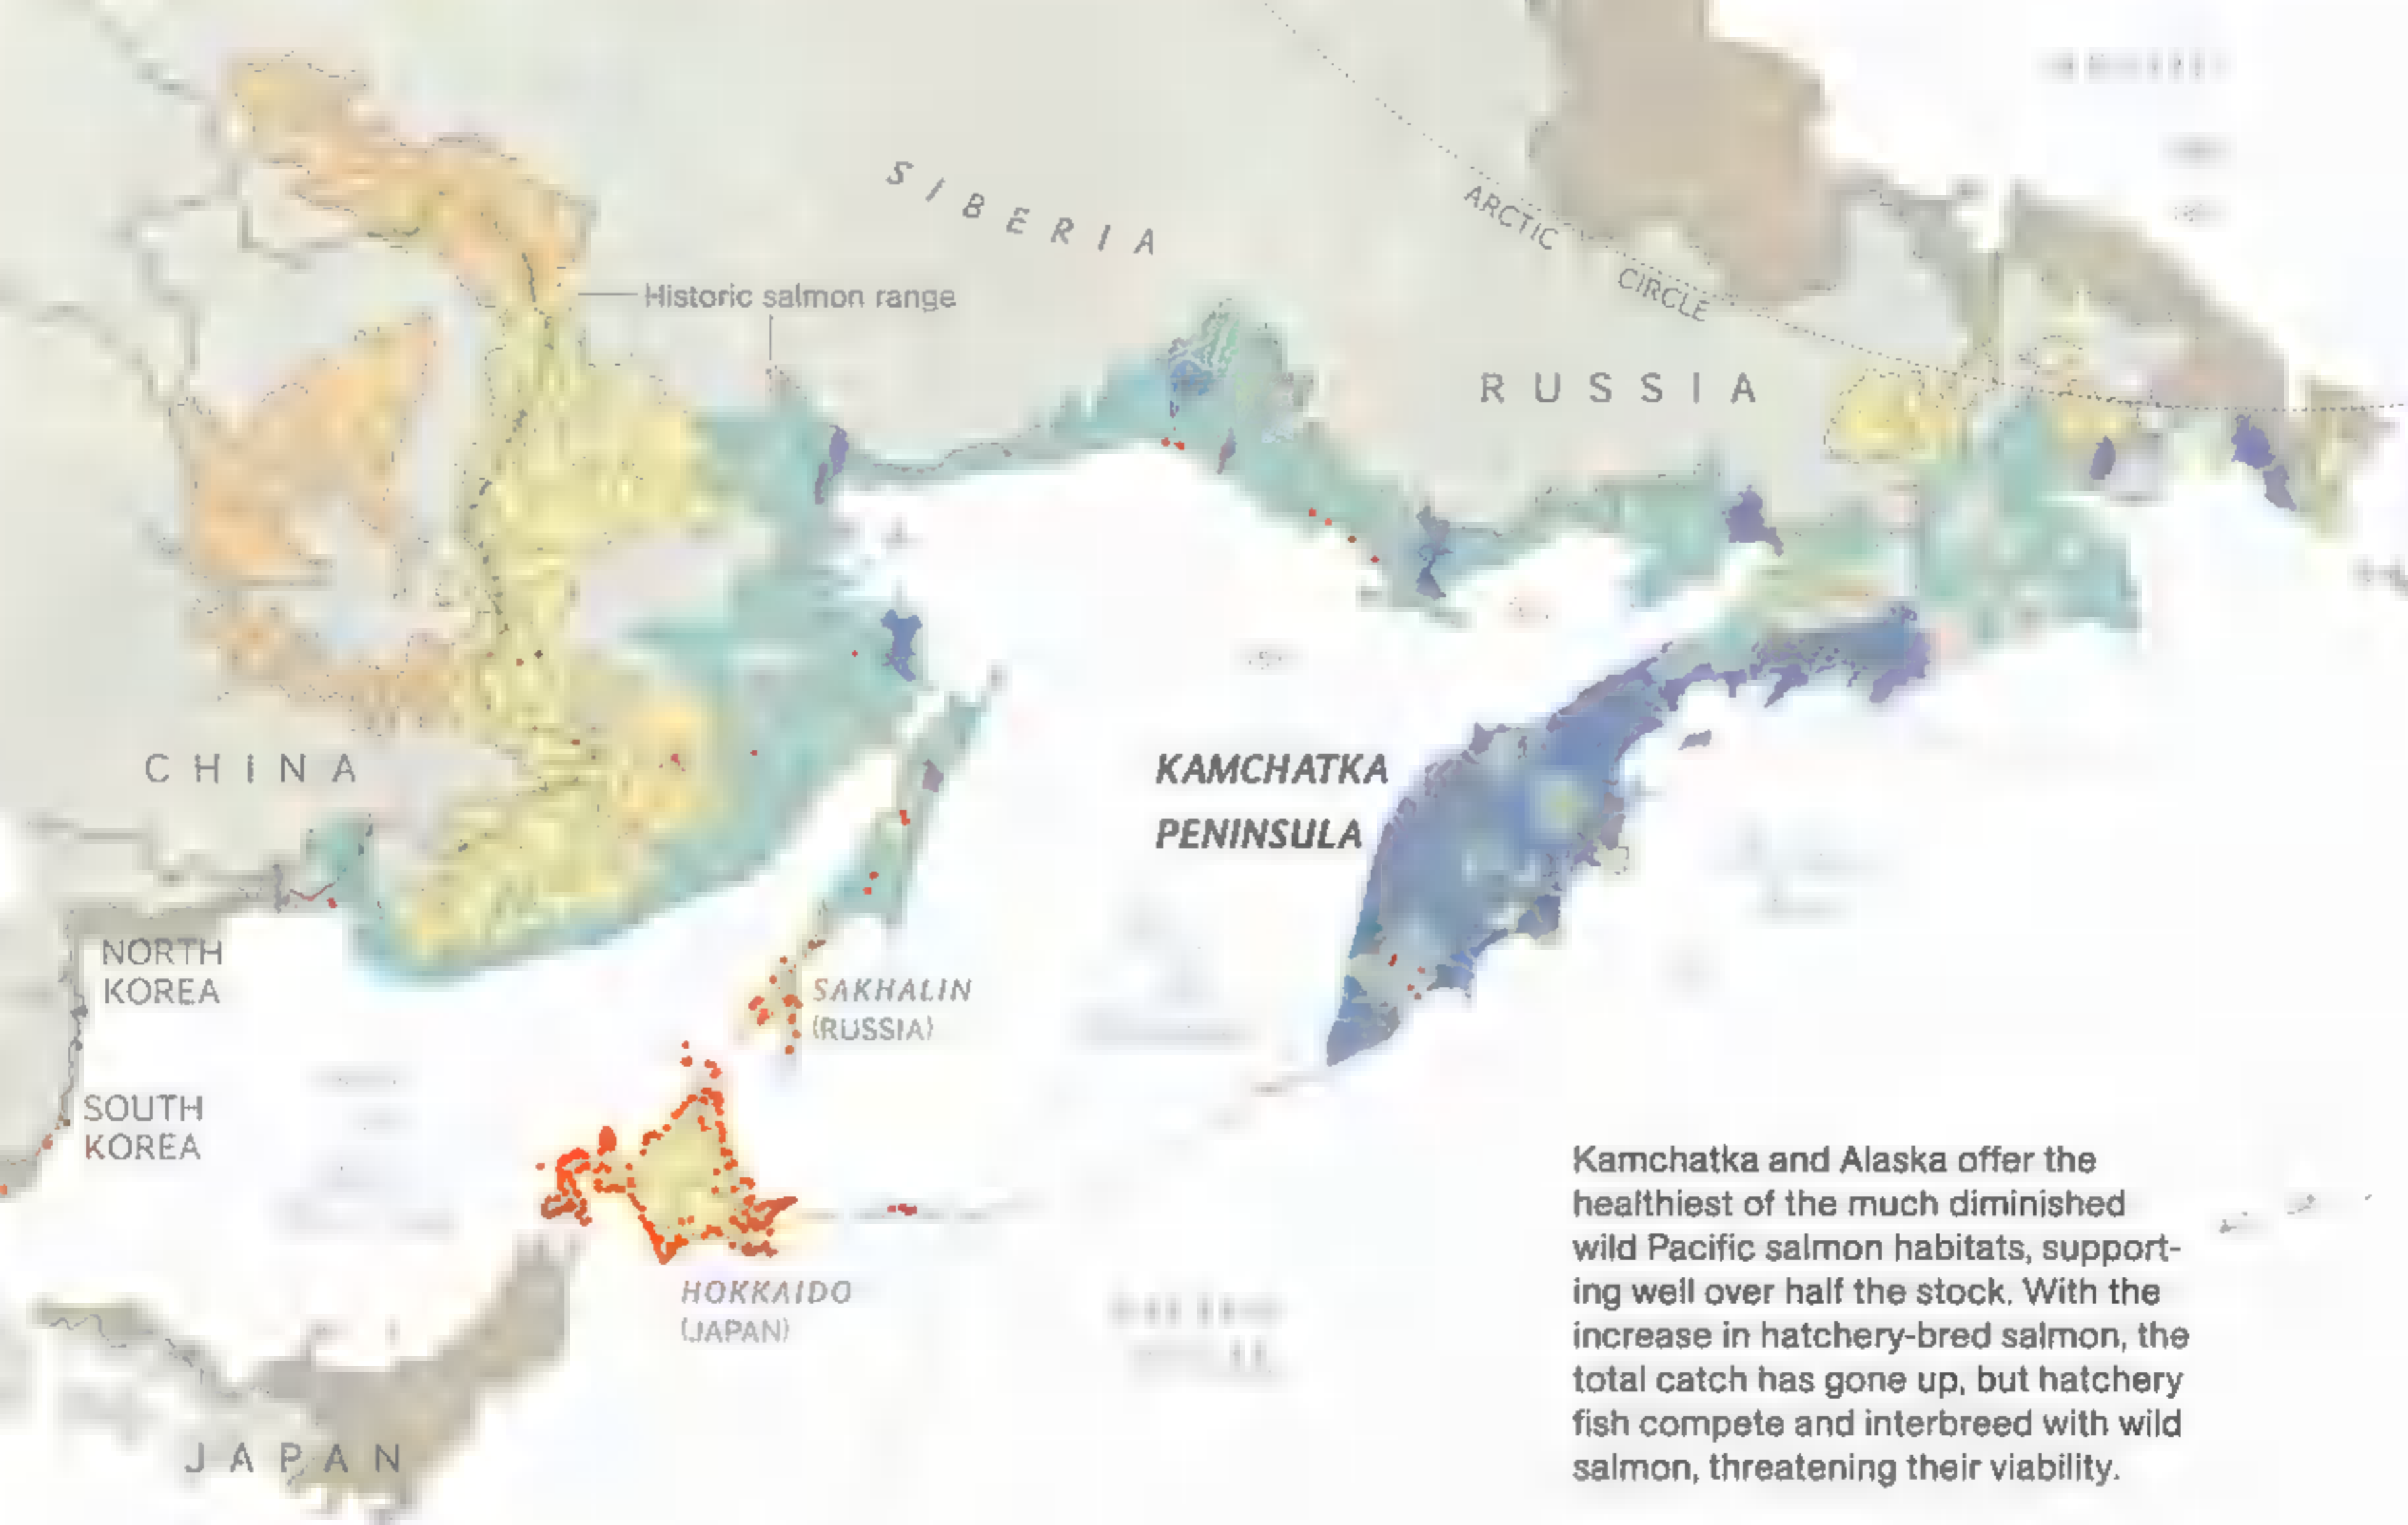 SIBERIA
ARCTIC
CIRCLE
Historic salmon range
RUSSIA
CHINA
KAMCHATKA
PENINSULA
NORTH
KOREA
SAKHALIN
(RUSSIA)
SOUTH
KOREA
HOKKAIDO
(JAPAN)
JAPAN
Kamchatka and Alaska offer the
healthiest of the much diminished
wild Pacific salmon habitats, support-
ing well over half the stock. With the
increase in hatchery-bred salmon, the
total catch has gone up, but hatchery
fish compete and interbreed with wild
salmon, threatening their viability.